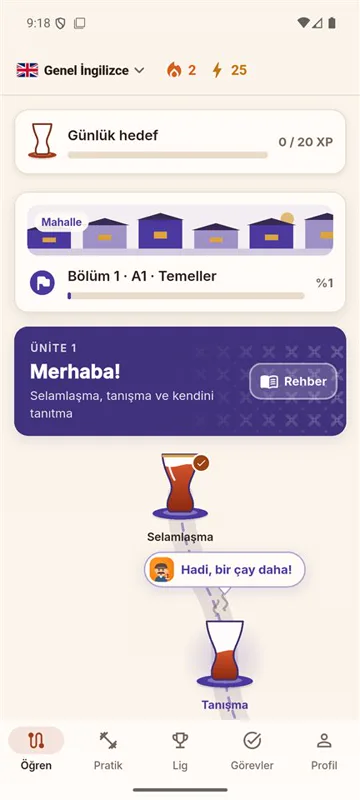 9:18
Genel İngilizce
2
25
Günlük hedef
0 / 20 XP
Mahalle
Bölüm 1 · A1 · Temeller
%1
ÜNİTE 1
Merhaba!
Selamlaşma, tanışma ve kendini
tanıtma
Rehber
Selamlaşma
Hadi, bir çay daha!
Tanışma
Öğren
Pratik
Lig
Görevler
Profil